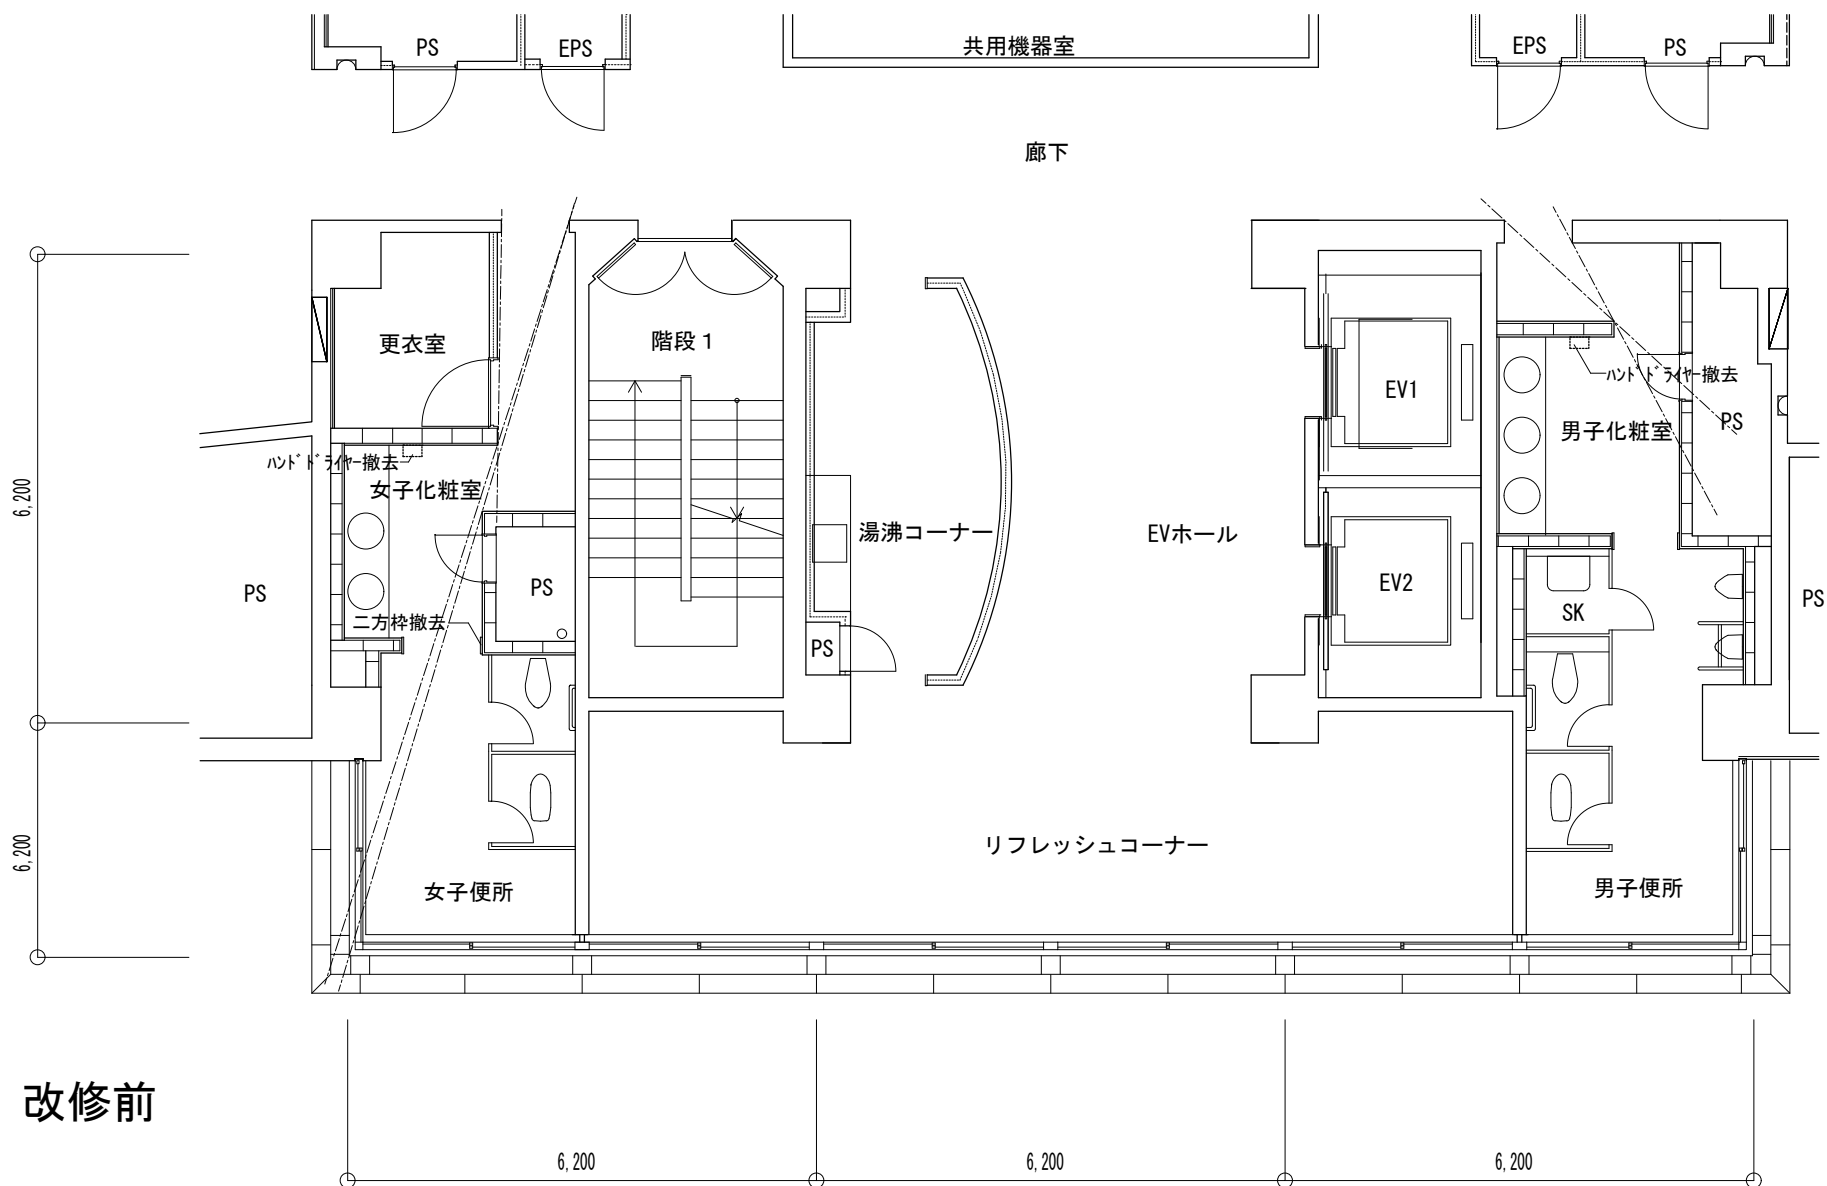 PS
EPS
共用機器室
EPS
PS
廊下
更衣室
階段1
EV1
ﾊﾝﾄﾞﾄﾞﾗｲﾔｰ撤去
PS
男子化粧室
ﾊﾝﾄﾞﾄﾞﾗｲﾔｰ撤去
女子化粧室
6,200
湯沸コーナー
EVホール
EV2
PS
PS
二方枠撤去
SK
PS
PS
リフレッシュコーナー
6,200
女子便所
男子便所
改修前
6,200
6,200
6,200